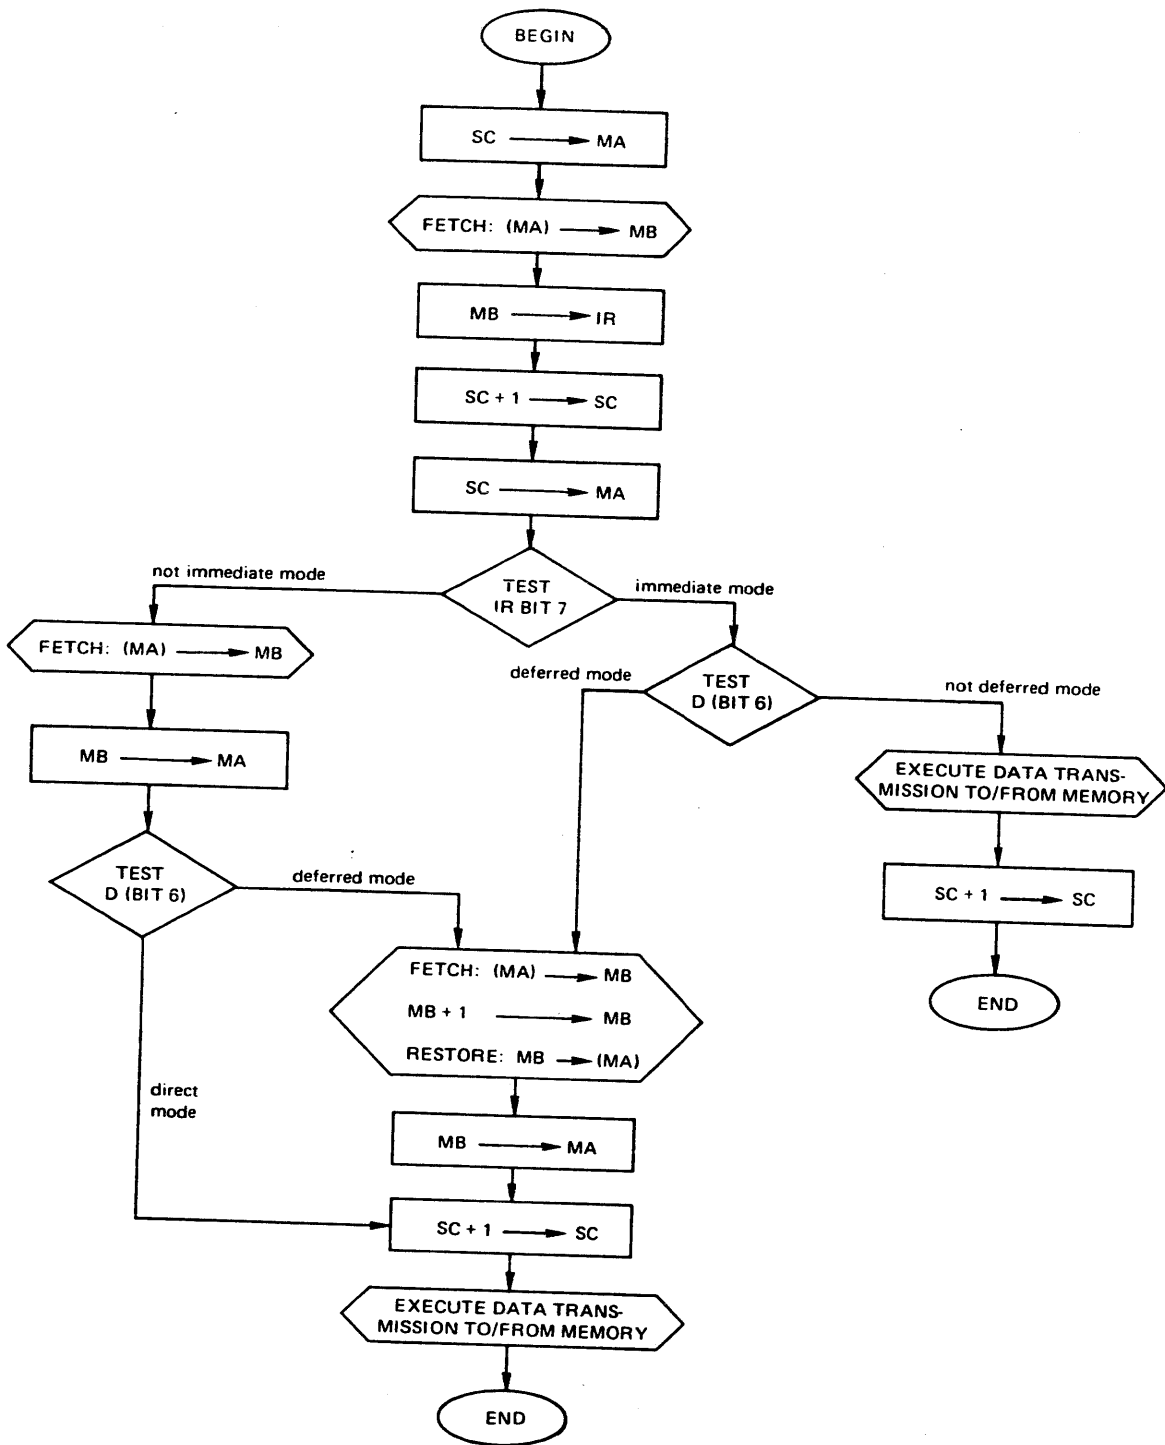 BEGIN
SC → MA
FETCH: (MA) → MB
MB → IR
SC + 1 → SC
SC → MA
TEST
IR BIT 7
not immediate mode
immediate mode
FETCH: (MA) → MB
MB → MA
TEST
D (BIT 6)
deferred mode
direct
mode
TEST
D (BIT 6)
deferred mode
not deferred mode
EXECUTE DATA TRANS-
MISSION TO/FROM MEMORY
SC + 1 → SC
END
FETCH: (MA) → MB
MB + 1 → MB
RESTORE: MB → (MA)
MB → MA
SC + 1 → SC
EXECUTE DATA TRANS-
MISSION TO/FROM MEMORY
END